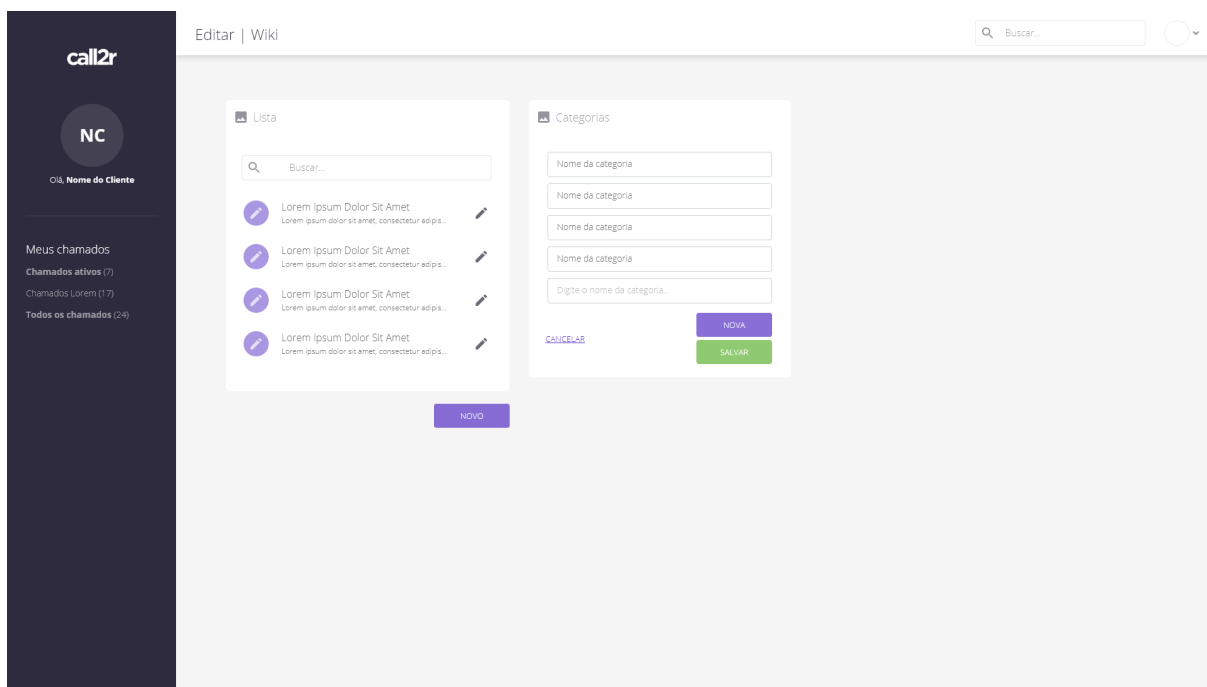 call2r
NC
Olá, Nome do Cliente
Meus chamados
Chamados ativos (7)
Chamados Lorem (17)
Todos os chamados (24)
Editar | Wiki
Buscar...
Lista
Buscar...
Lorem Ipsum Dolor Sit Amet
Lorem ipsum dolor sit amet, consectetur adipis...
Lorem Ipsum Dolor Sit Amet
Lorem ipsum dolor sit amet, consectetur adipis...
Lorem Ipsum Dolor Sit Amet
Lorem ipsum dolor sit amet, consectetur adipis...
Lorem Ipsum Dolor Sit Amet
Lorem ipsum dolor sit amet, consectetur adipis...
NOVO
Categorias
Nome da categoria
Nome da categoria
Nome da categoria
Nome da categoria
Digite o nome da categoria...
CANCELAR
NOVA
SALVAR